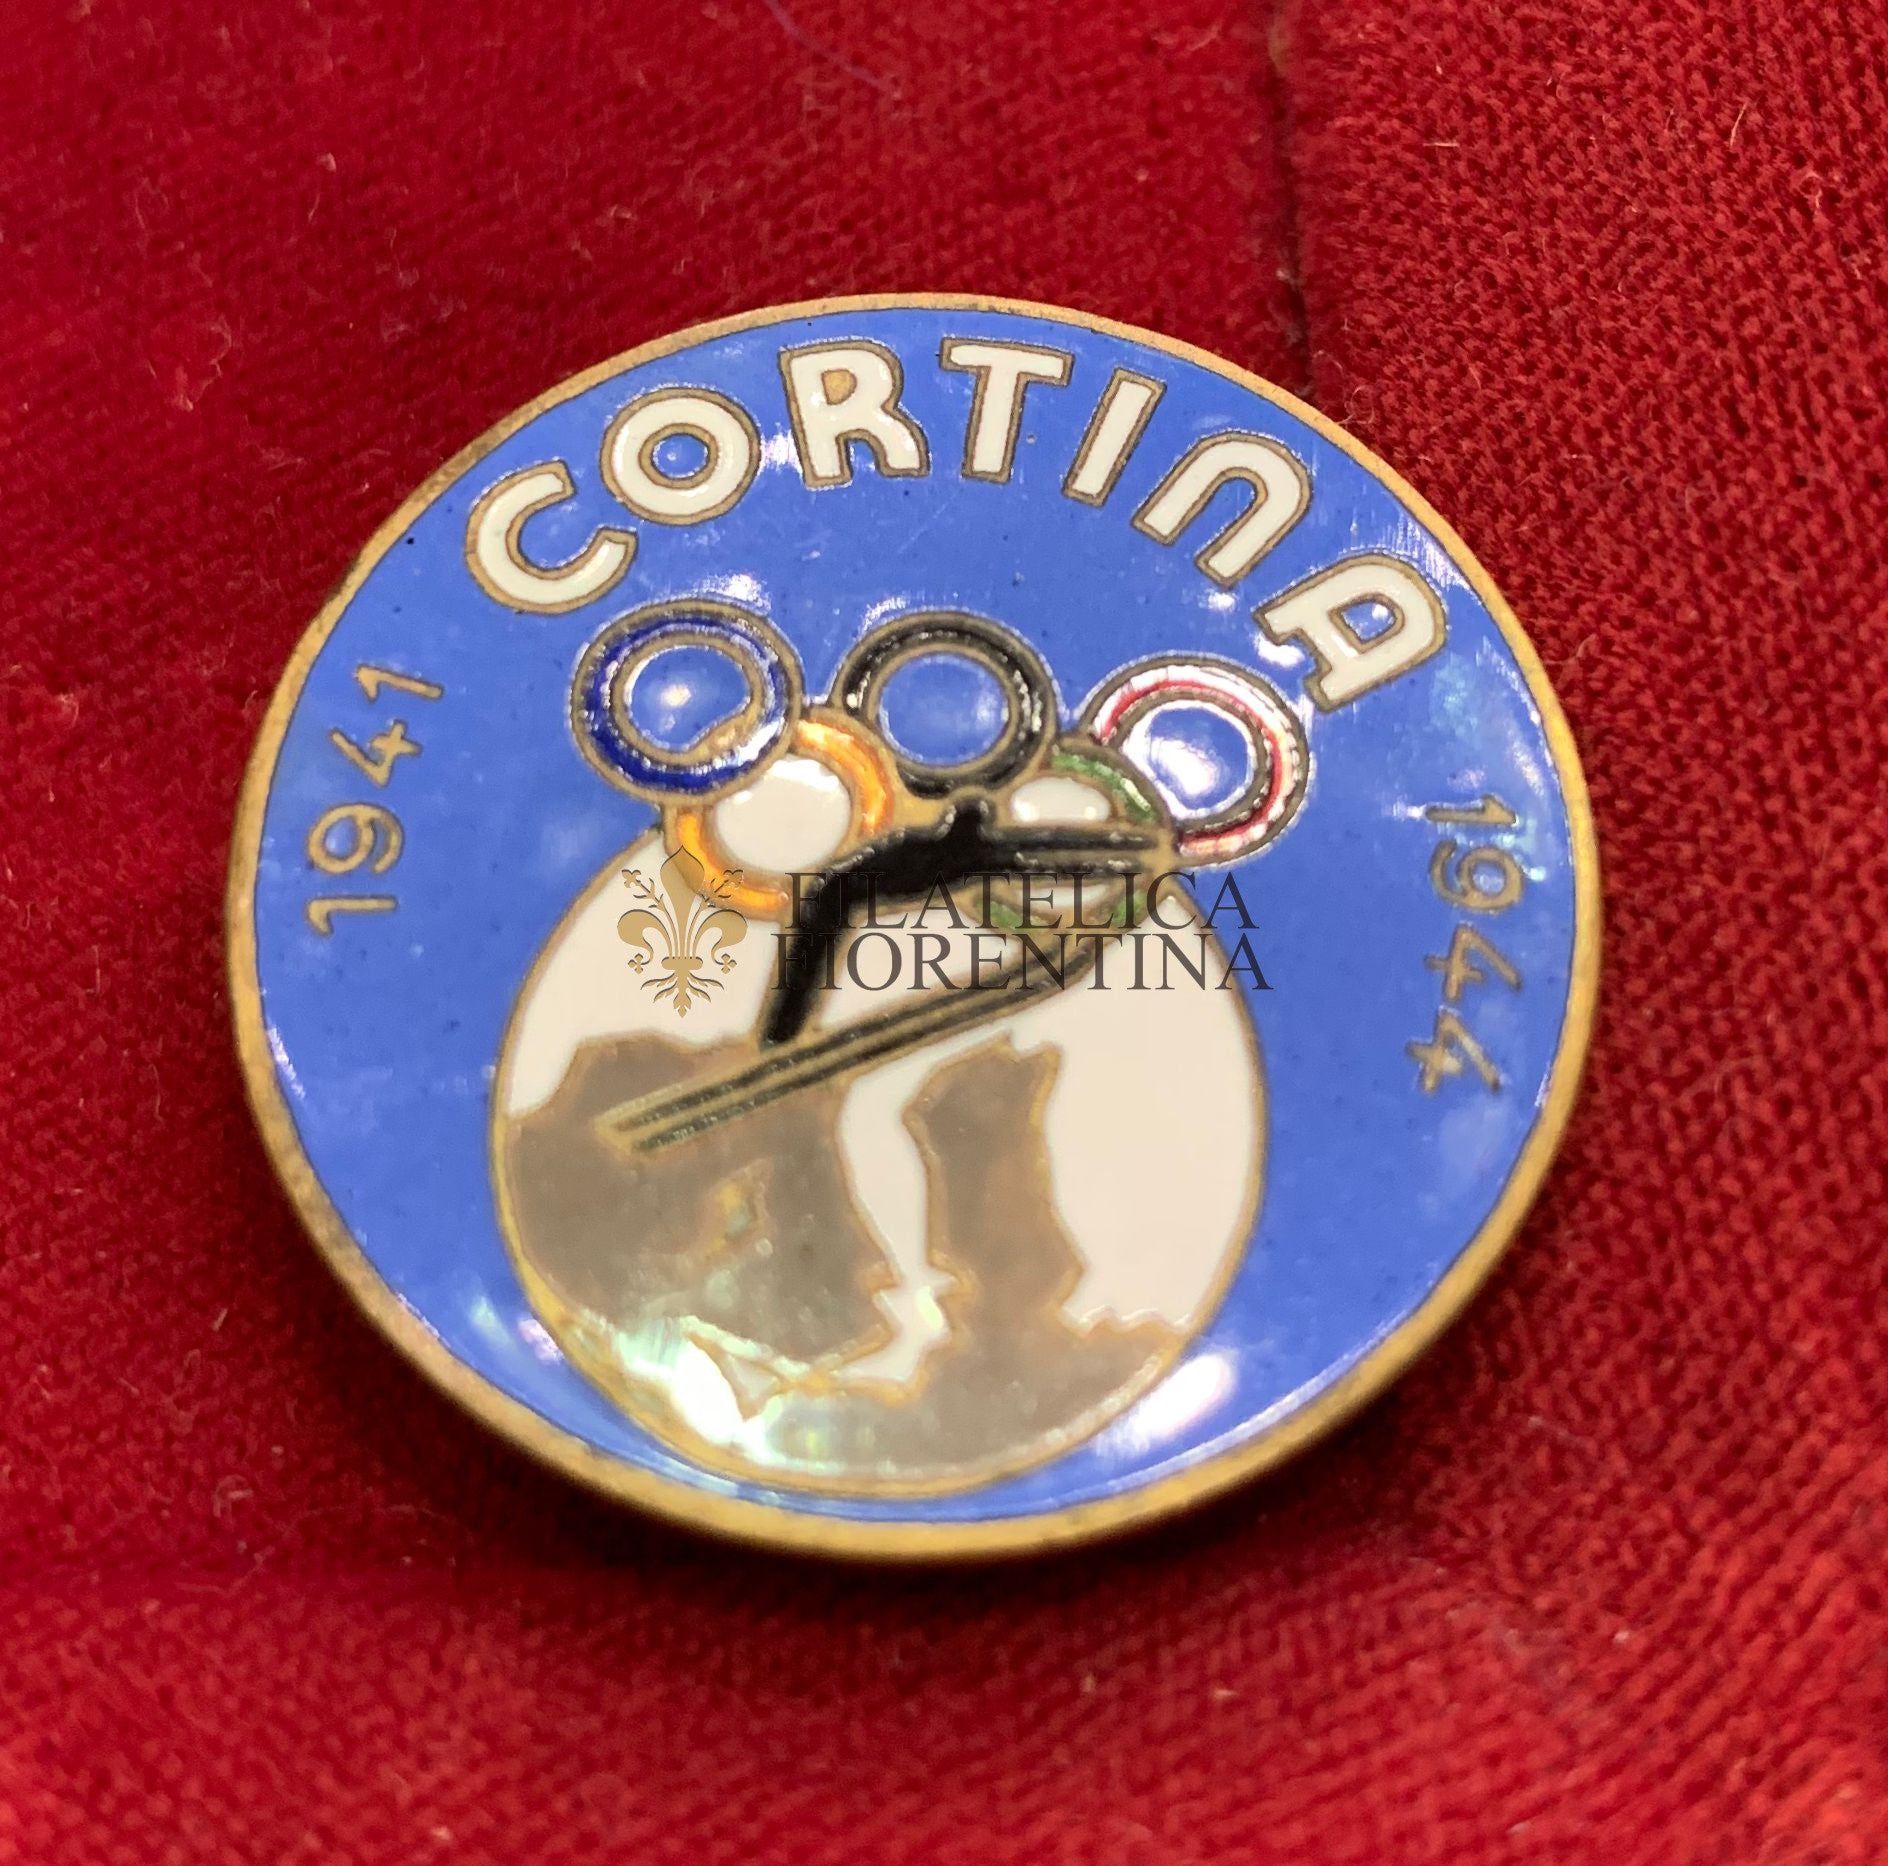 CORTINA
1941
1944
FILATELICA
FIORENTINA